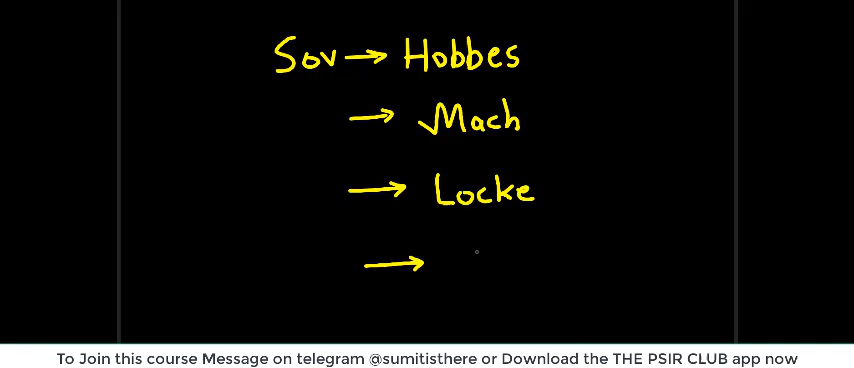 Sov → Hobbes
→ Mach
→ Locke
→
To Join this course Message on telegram @sumitisthere or Download the THE PSIR CLUB app now